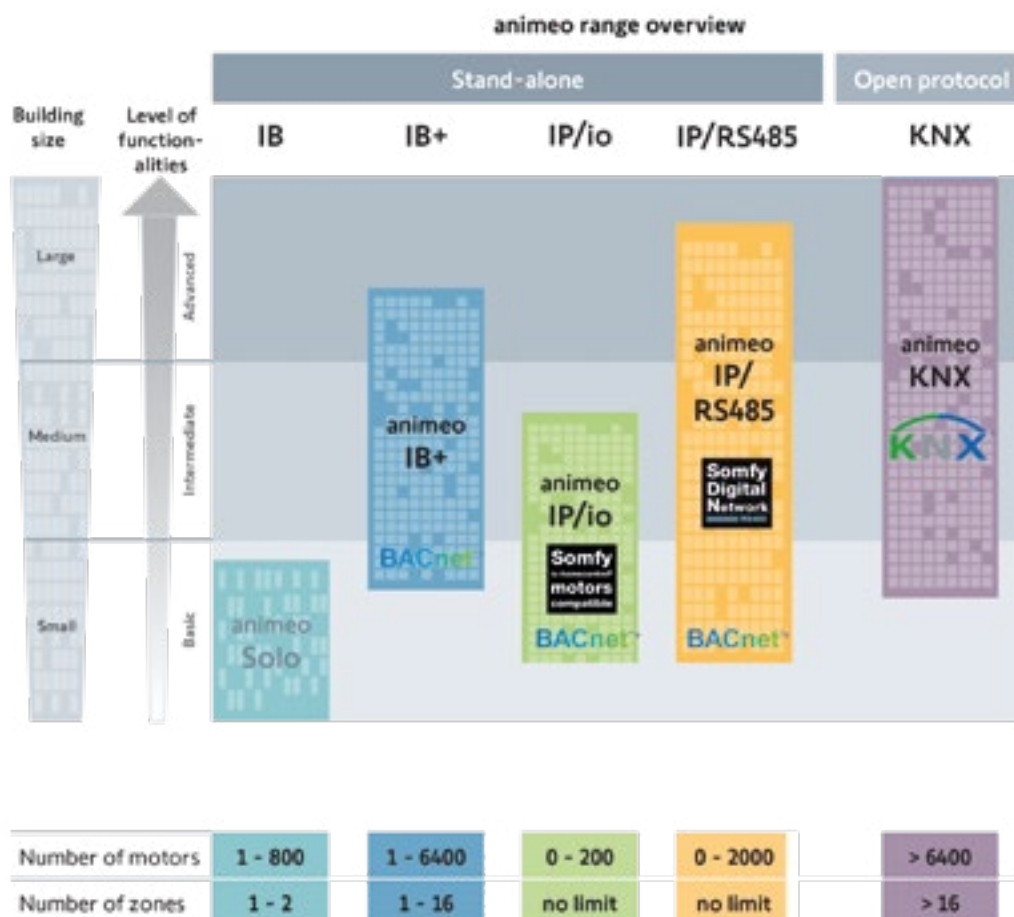 animeo range overview
Stand-alone
Open protocol
Building
size
Level of
function-
alities
IB
IB+
IP/io
IP/RS485
KNX
Large
Medium
Small
Advanced
Intermediate
Basic
animeo
Solo
animeo
IB+
BACnet
animeo
IP/io
Somfy
motors
compatible
BACnet™
animeo
IP/
RS485
Somfy
Digital
Network
BACnet™
animeo
KNX
KNX
Number of motors
1 - 800
1 - 6400
0 - 200
0 - 2000
> 6400
Number of zones
1 - 2
1 - 16
no limit
no limit
> 16